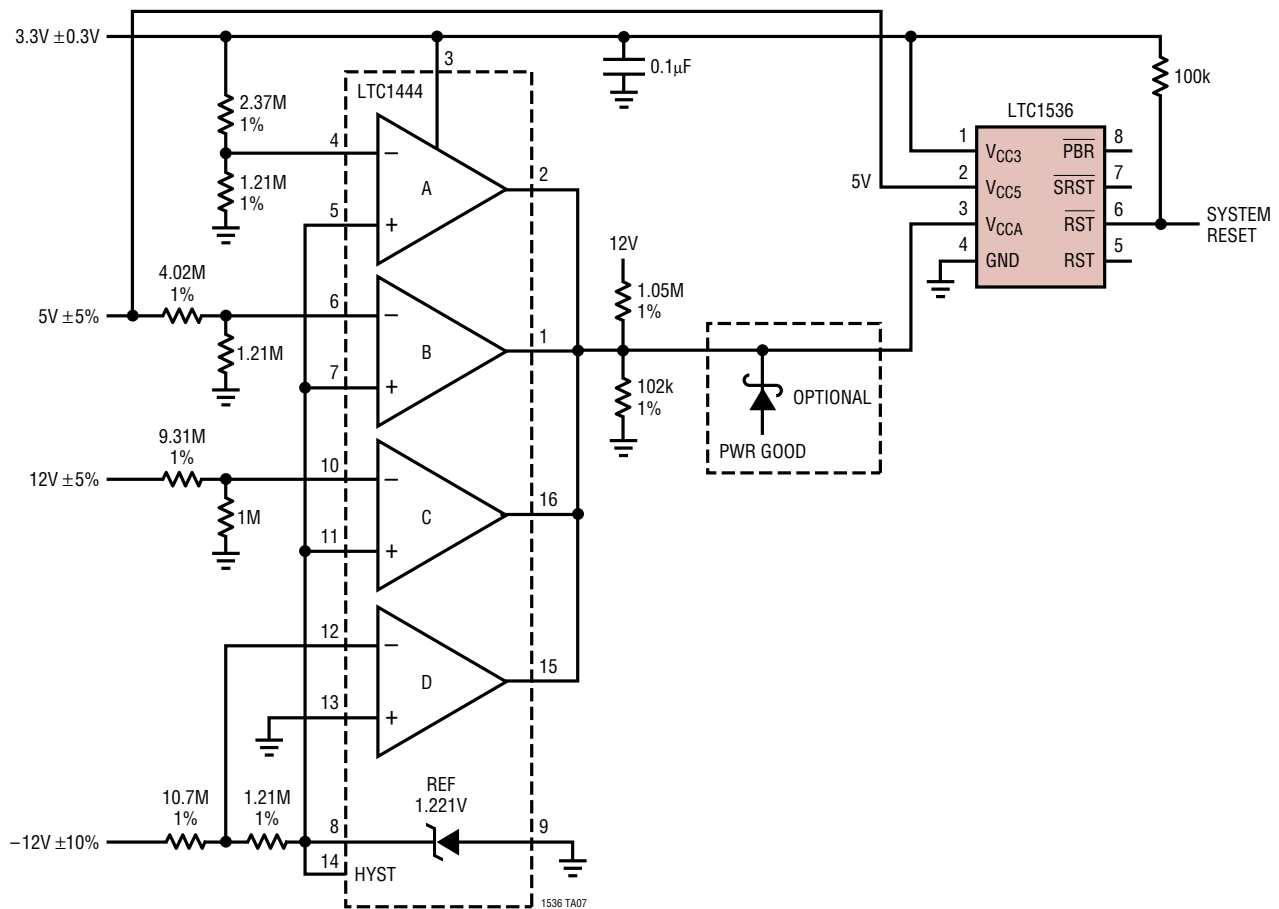 3.3V ±0.3V
3
0.1µF
100k
LTC1444
2.37M
1%
LTC1536
4
−
2
1
VCC3
PBR
8
1.21M
1%
A
5V
2
VCC5
SRST
7
5
+
3
VCCA
RST
6
SYSTEM
RESET
12V
4
GND
RST
5
4.02M
1%
1.05M
1%
5V ±5%
6
−
1.21M
B
1
7
+
102k
1%
OPTIONAL
PWR GOOD
9.31M
1%
12V ±5%
10
−
1M
C
16
11
+
12
−
D
15
13
+
REF
1.221V
10.7M
1%
1.21M
1%
−12V ±10%
8
9
14
HYST
1536 TA07